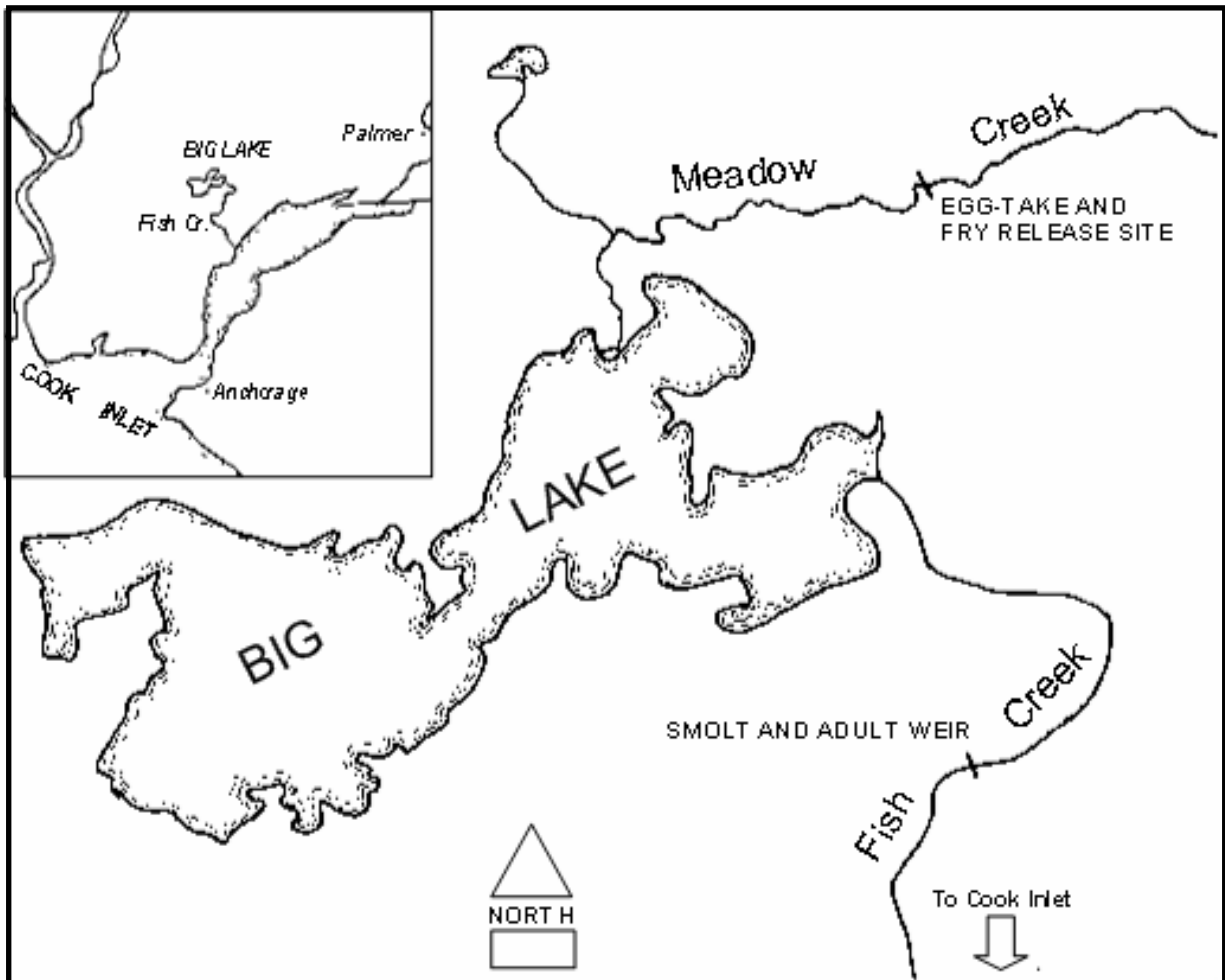 Palmer
BIG LAKE
Fish Cr.
COOK INLET
Anchorage
Meadow Creek
EGG-TAKE AND
FRY RELEASE SITE
BIG LAKE
SMOLT AND ADULT WEIR
Fish Creek
NORTH
To Cook Inlet